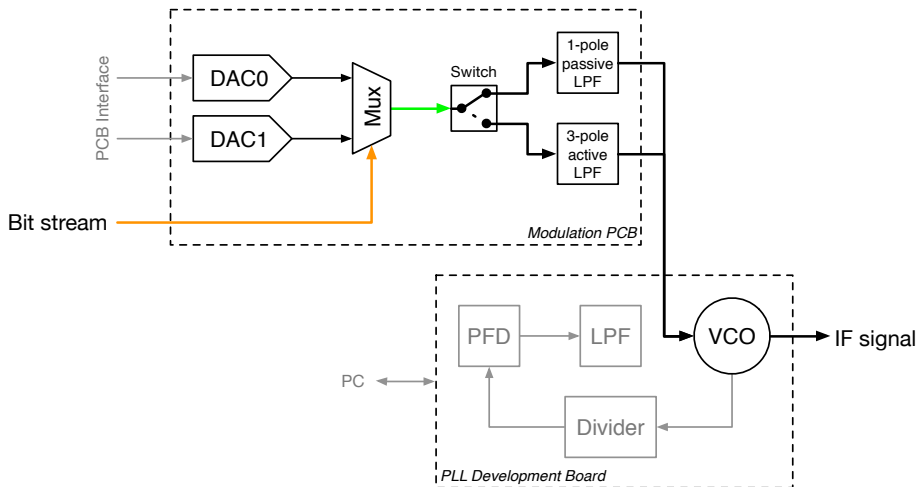 PCB Interface
DAC0
DAC1
Mux
Switch
1-pole
passive
LPF
3-pole
active
LPF
Bit stream
Modulation PCB
PFD
LPF
VCO
IF signal
PC
Divider
PLL Development Board